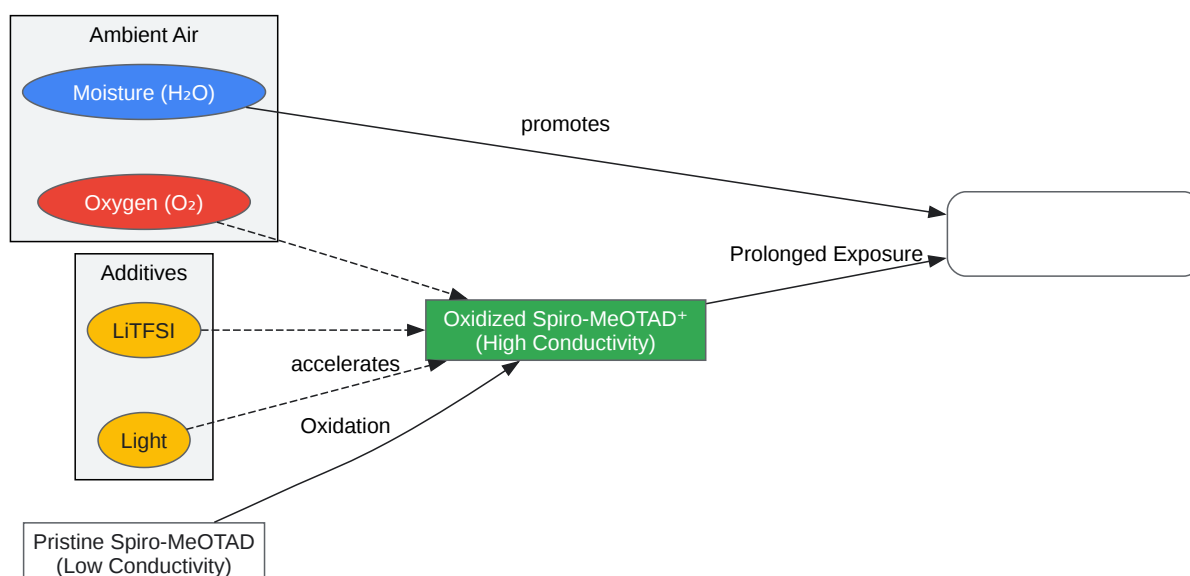 Ambient Air
Moisture (H₂O)
promotes
Oxygen (O₂)
Prolonged Exposure
Additives
LiTFSI
Oxidized Spiro-MeOTAD⁺
(High Conductivity)
accelerates
Light
Oxidation
Pristine Spiro-MeOTAD
(Low Conductivity)